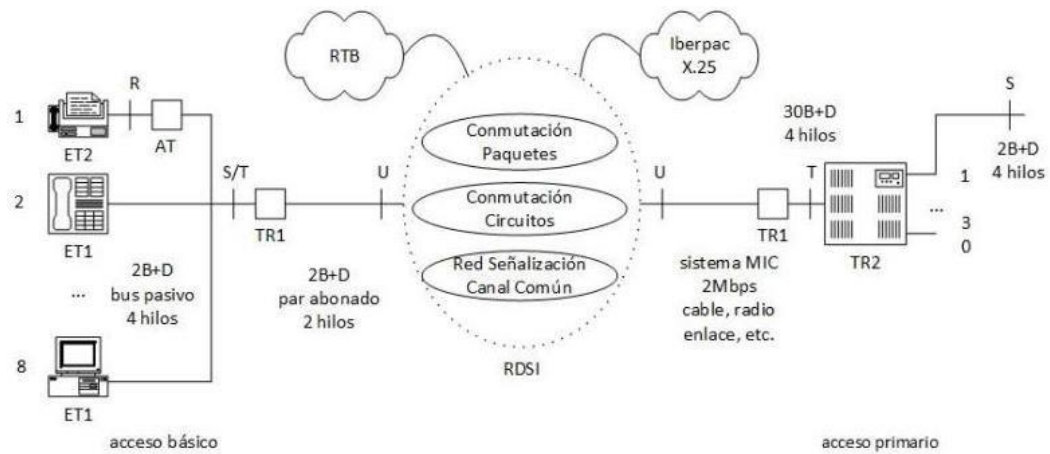 RTB
Iberpac
X.25
1
R
ET2
AT
2
ET1
S/T
TR1
U
2B+D
bus pasivo
4 hilos
...
2B+D
par abonado
2 hilos
8
ET1
acceso básico
Conmutación
Paquetes
Conmutación
Circuitos
Red Señalización
Canal Común
RDSI
U
TR1
T
sistema MIC
2Mbps
cable, radio
enlace, etc.
30B+D
4 hilos
TR2
S
2B+D
4 hilos
1
...
3
0
acceso primario